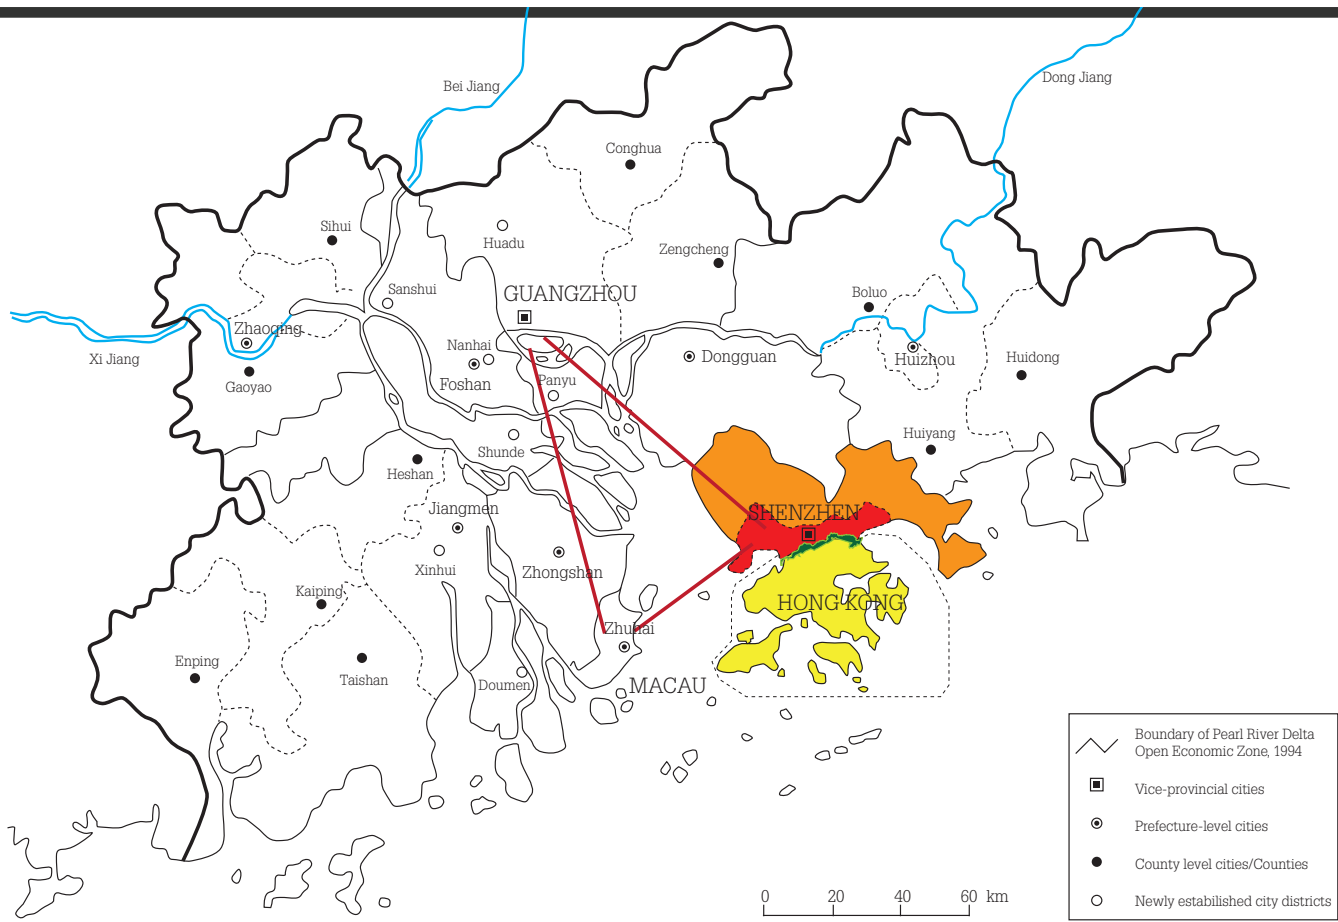 Bei Jiang
Dong Jiang
Conghua
Sihui
Huadu
Zengcheng
Sanshui
GUANGZHOU
Boluo
Zhaoqing
Xi Jiang
Nanhai
Dongguan
Huizhou
Huidong
Gaoyao
Foshan
Panyu
Shunde
Huiyang
Heshan
Jiangmen
SHENZHEN
Xinhui
Zhongshan
Kaiping
HONG KONG
Zhuhai
Enping
Taishan
Doumen
MACAU
Boundary of Pearl River Delta
Open Economic Zone, 1994
Vice-provincial cities
Prefecture-level cities
County level cities/Counties
Newly estabilished city districts
0 20 40 60 km